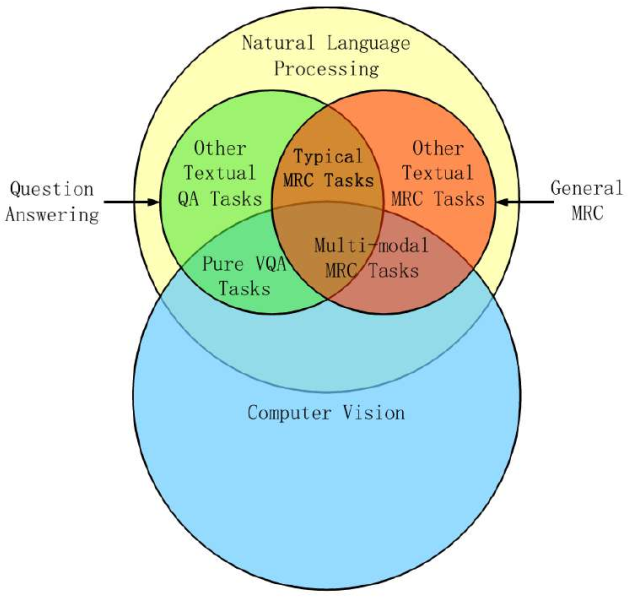 Natural Language
Processing
Other
Textual
QA Tasks
Typical
MRC Tasks
Other
Textual
MRC Tasks
Question
Answering
General
MRC
Pure VQA
Tasks
Multi-modal
MRC Tasks
Computer Vision